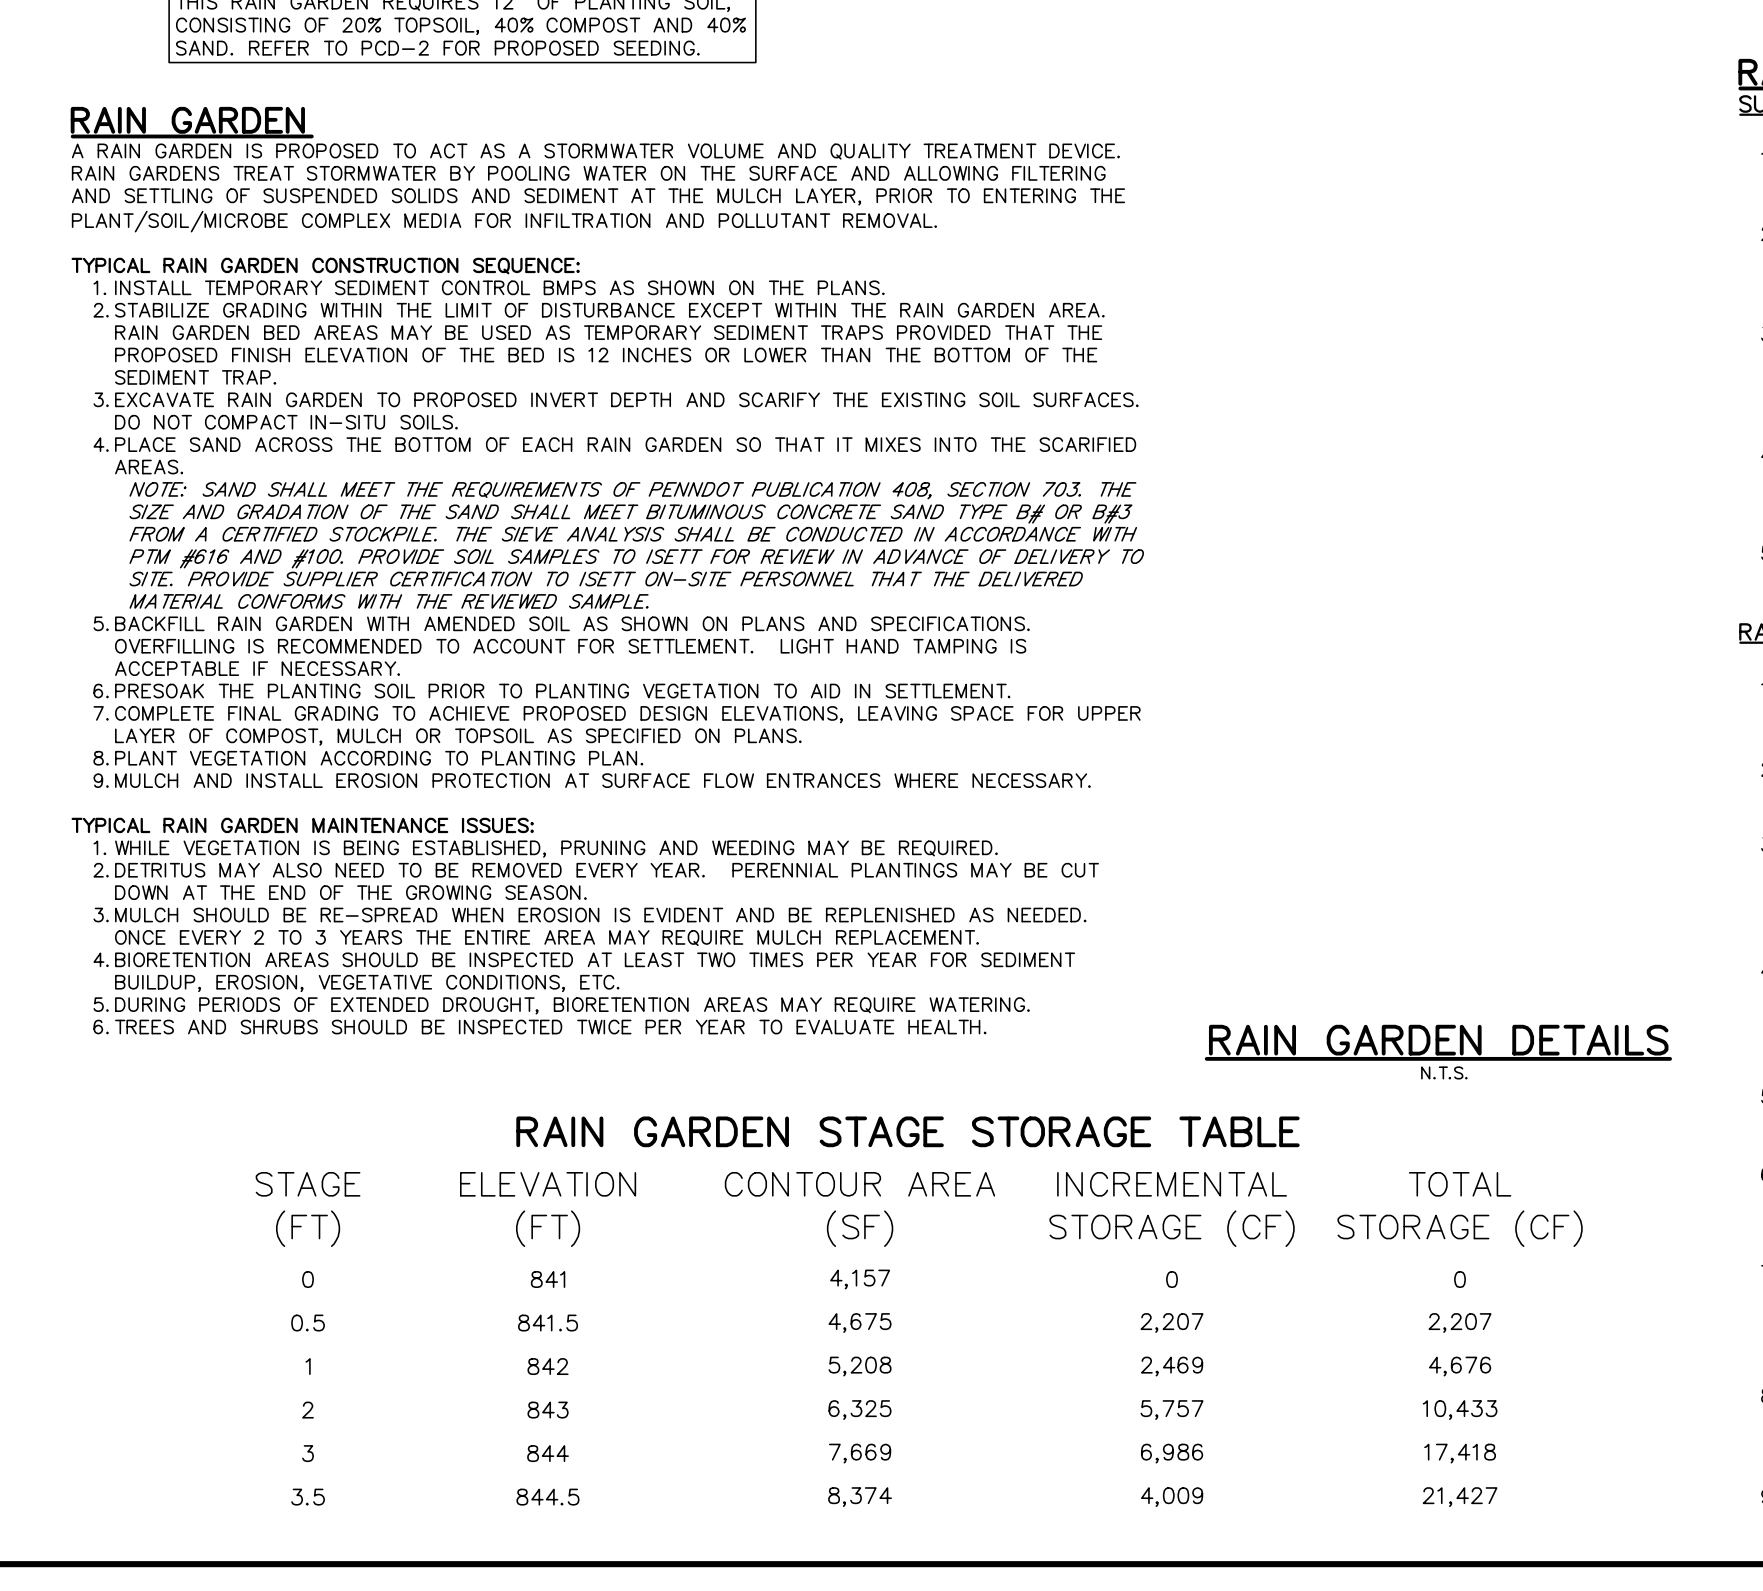 THIS RAIN GARDEN REQUIRES 12" OF PLANTING SOIL,
CONSISTING OF 20% TOPSOIL, 40% COMPOST AND 40%
SAND. REFER TO PCD-2 FOR PROPOSED SEEDING.
RAIN GARDEN
A RAIN GARDEN IS PROPOSED TO ACT AS A STORMWATER VOLUME AND QUALITY TREATMENT DEVICE.
RAIN GARDENS TREAT STORMWATER BY POOLING WATER ON THE SURFACE AND ALLOWING FILTERING
AND SETTLING OF SUSPENDED SOLIDS AND SEDIMENT AT THE MULCH LAYER, PRIOR TO ENTERING THE
PLANT/SOIL/MICROBE COMPLEX MEDIA FOR INFILTRATION AND POLLUTANT REMOVAL.
TYPICAL RAIN GARDEN CONSTRUCTION SEQUENCE:
1. INSTALL TEMPORARY SEDIMENT CONTROL BMPS AS SHOWN ON THE PLANS.
2. STABILIZE GRADING WITHIN THE LIMIT OF DISTURBANCE EXCEPT WITHIN THE RAIN GARDEN AREA.
RAIN GARDEN BED AREAS MAY BE USED AS TEMPORARY SEDIMENT TRAPS PROVIDED THAT THE
PROPOSED FINISH ELEVATION OF THE BED IS 12 INCHES OR LOWER THAN THE BOTTOM OF THE
SEDIMENT TRAP.
3. EXCAVATE RAIN GARDEN TO PROPOSED INVERT DEPTH AND SCARIFY THE EXISTING SOIL SURFACES.
DO NOT COMPACT IN-SITU SOILS.
4. PLACE SAND ACROSS THE BOTTOM OF EACH RAIN GARDEN SO THAT IT MIXES INTO THE SCARIFIED
AREAS.
NOTE: SAND SHALL MEET THE REQUIREMENTS OF PENNDOT PUBLICATION 408, SECTION 703. THE
SIZE AND GRADATION OF THE SAND SHALL MEET BITUMINOUS CONCRETE SAND TYPE B# OR B#3
FROM A CERTIFIED STOCKPILE. THE SIEVE ANALYSIS SHALL BE CONDUCTED IN ACCORDANCE WITH
PTM #616 AND #100. PROVIDE SOIL SAMPLES TO ISETT FOR REVIEW IN ADVANCE OF DELIVERY TO
SITE. PROVIDE SUPPLIER CERTIFICATION TO ISETT ON-SITE PERSONNEL THAT THE DELIVERED
MATERIAL CONFORMS WITH THE REVIEWED SAMPLE.
5. BACKFILL RAIN GARDEN WITH AMENDED SOIL AS SHOWN ON PLANS AND SPECIFICATIONS.
OVERFILLING IS RECOMMENDED TO ACCOUNT FOR SETTLEMENT. LIGHT HAND TAMPING IS
ACCEPTABLE IF NECESSARY.
6. PRESOAK THE PLANTING SOIL PRIOR TO PLANTING VEGETATION TO AID IN SETTLEMENT.
7. COMPLETE FINAL GRADING TO ACHIEVE PROPOSED DESIGN ELEVATIONS, LEAVING SPACE FOR UPPER
LAYER OF COMPOST, MULCH OR TOPSOIL AS SPECIFIED ON PLANS.
8. PLANT VEGETATION ACCORDING TO PLANTING PLAN.
9. MULCH AND INSTALL EROSION PROTECTION AT SURFACE FLOW ENTRANCES WHERE NECESSARY.
TYPICAL RAIN GARDEN MAINTENANCE ISSUES:
1. WHILE VEGETATION IS BEING ESTABLISHED, PRUNING AND WEEDING MAY BE REQUIRED.
2. DETRITUS MAY ALSO NEED TO BE REMOVED EVERY YEAR. PERENNIAL PLANTINGS MAY BE CUT
DOWN AT THE END OF THE GROWING SEASON.
3. MULCH SHOULD BE RE-SPREAD WHEN EROSION IS EVIDENT AND BE REPLENISHED AS NEEDED.
ONCE EVERY 2 TO 3 YEARS THE ENTIRE AREA MAY REQUIRE MULCH REPLACEMENT.
4. BIORETENTION AREAS SHOULD BE INSPECTED AT LEAST TWO TIMES PER YEAR FOR SEDIMENT
BUILDUP, EROSION, VEGETATIVE CONDITIONS, ETC.
5. DURING PERIODS OF EXTENDED DROUGHT, BIORETENTION AREAS MAY REQUIRE WATERING.
6. TREES AND SHRUBS SHOULD BE INSPECTED TWICE PER YEAR TO EVALUATE HEALTH.
RAIN GARDEN DETAILS
N.T.S.
RAIN GARDEN STAGE STORAGE TABLE
STAGE ELEVATION CONTOUR AREA INCREMENTAL TOTAL
(FT) (FT) (SF) STORAGE (CF) STORAGE (CF)
0 841 4,157 0 0
0.5 841.5 4,675 2,207 2,207
1 842 5,208 2,469 4,676
2 843 6,325 5,757 10,433
3 844 7,669 6,986 17,418
3.5 844.5 8,374 4,009 21,427